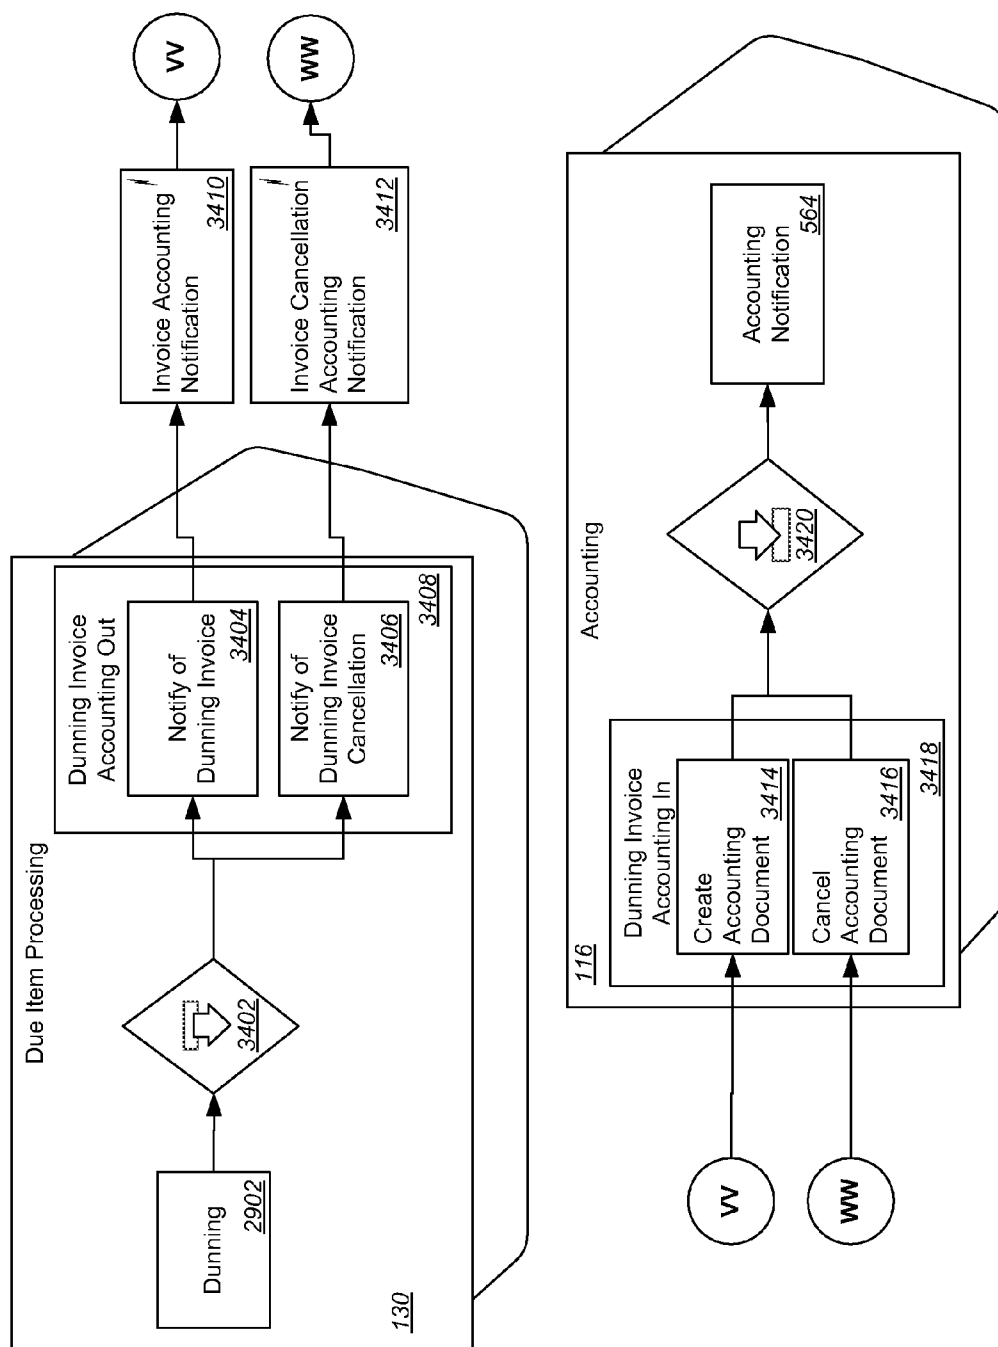 Due Item Processing
130
Dunning
2902
3402
Dunning Invoice
Accounting Out
Notify of
Dunning Invoice
3404
Notify of
Dunning Invoice
Cancellation
3406
3408
Invoice Accounting
Notification
3410
Invoice Cancellation
Accounting
Notification
3412
VV
WW
VV
WW
Accounting
116
Dunning Invoice
Accounting In
Create
Accounting
Document
3414
Cancel
Accounting
Document
3416
3418
3420
Accounting
Notification
564